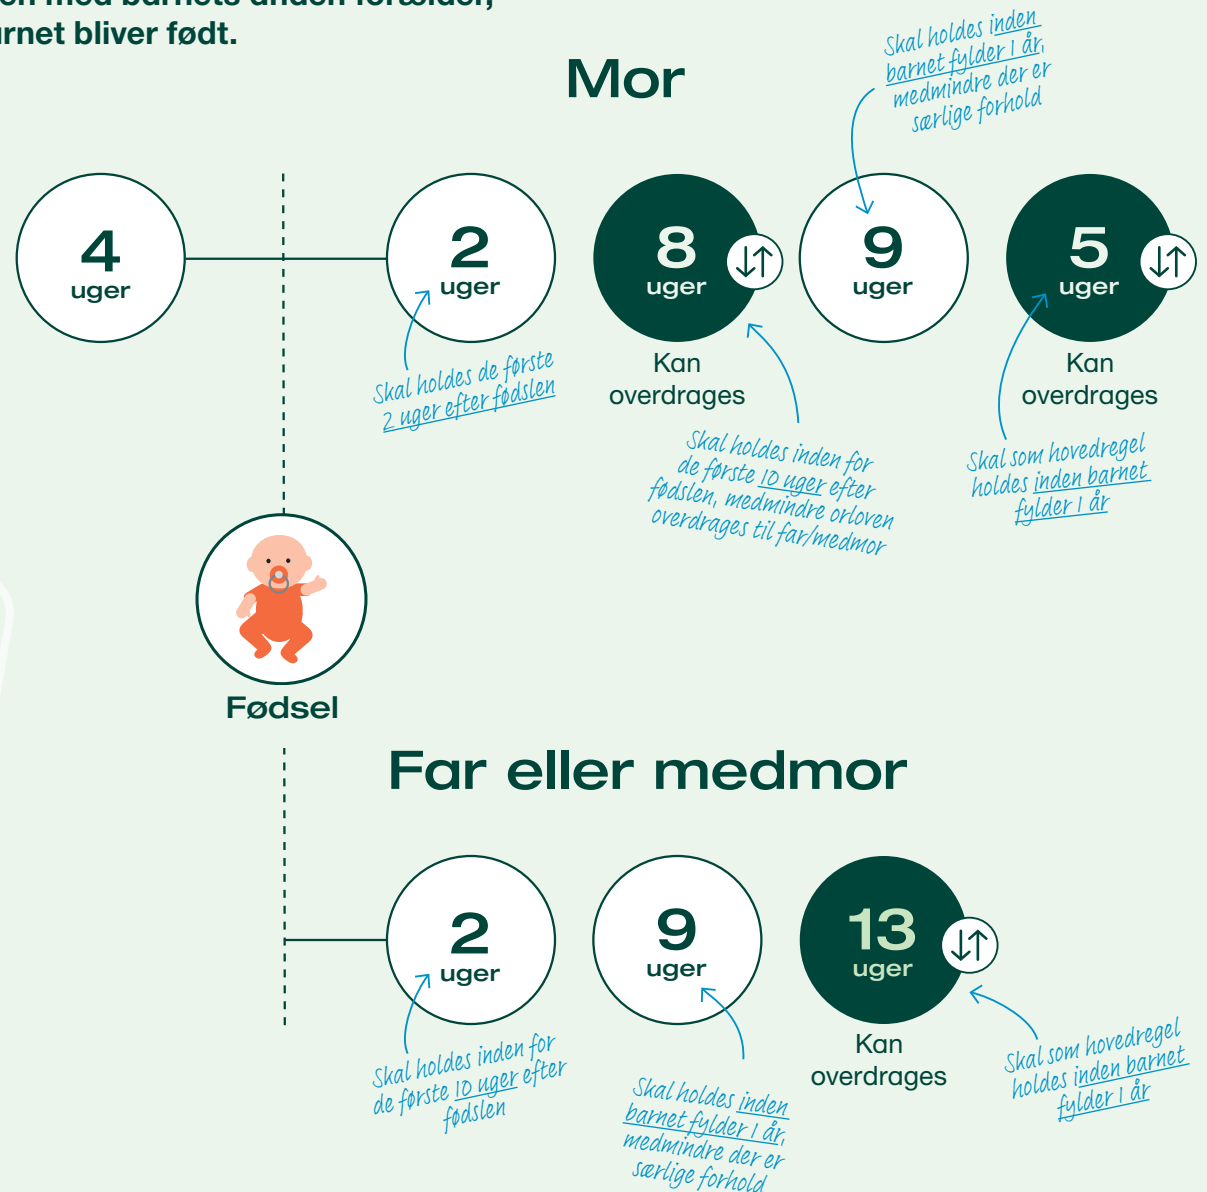 med barnets anden forælder,
bliver født.
Mor
Skal holdes inden
barnet fylder 1 år,
medmindre der er
særlige forhold
4
uger
2
uger
8
uger
9
uger
5
uger
Skal holdes de første
2 uger efter fødslen
Kan
overdrages
Kan
overdrages
Skal holdes inden for
de første 10 uger efter
fødslen, medmindre orloven
overdrages til far/medmor
Skal som hovedregel
holdes inden barnet
fylder 1 år
Fødsel
Far eller medmor
2
uger
9
uger
13
uger
Skal holdes inden for
de første 10 uger efter
fødslen
Skal holdes inden
barnet fylder 1 år,
medmindre der er
særlige forhold
Kan
overdrages
Skal som hovedregel
holdes inden barnet
fylder 1 år